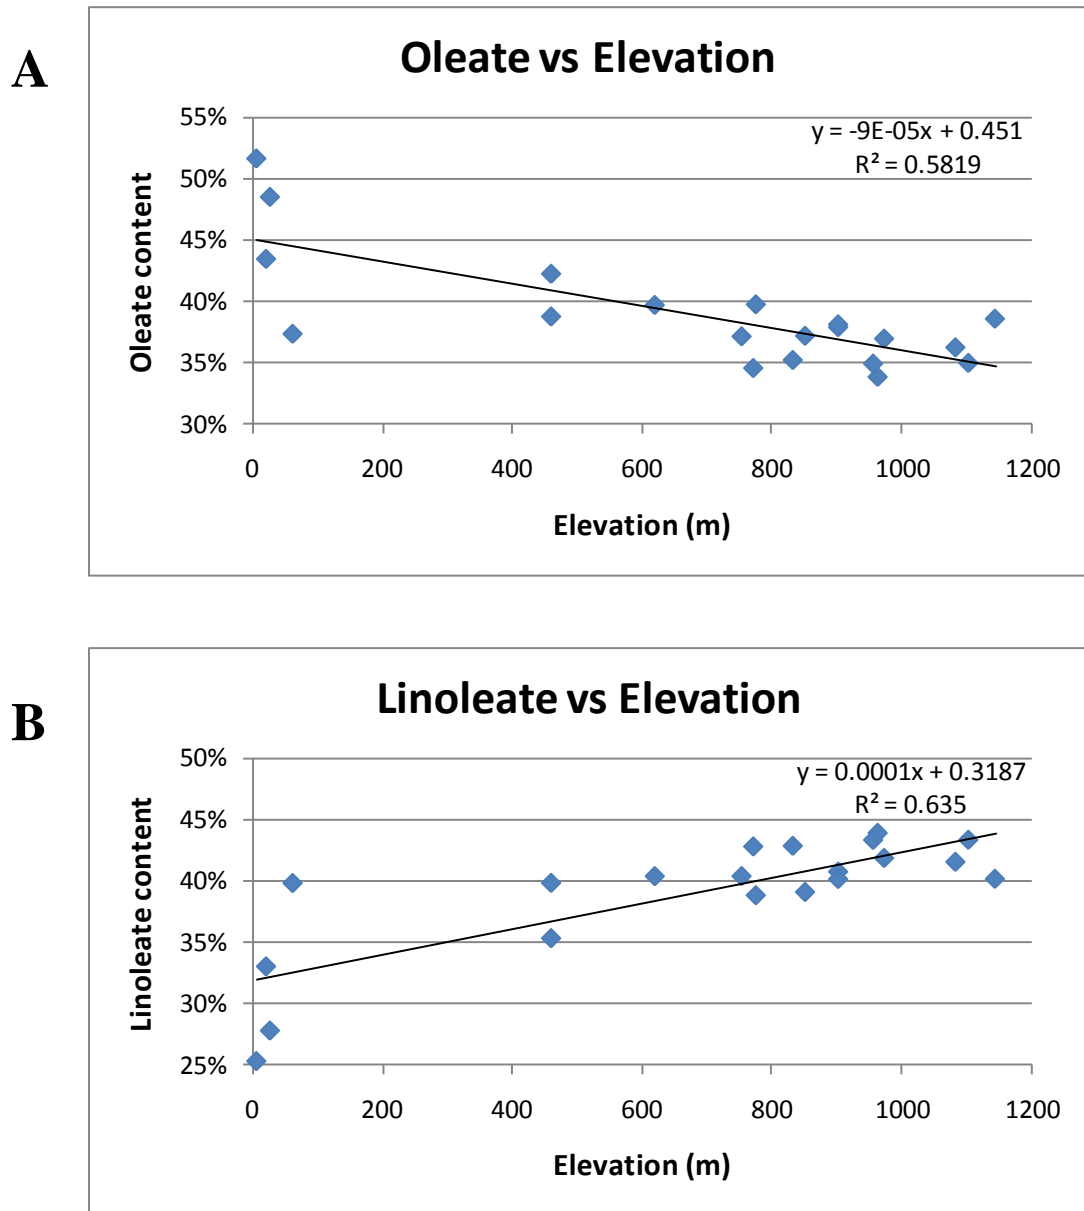 A
Oleate vs Elevation
y = -9E-05x + 0.451
R² = 0.5819
55%
50%
45%
40%
35%
30%
Oleate content
0 200 400 600 800 1000 1200
Elevation (m)
B
Linoleate vs Elevation
y = 0.0001x + 0.3187
R² = 0.635
50%
45%
40%
35%
30%
25%
Linoleate content
0 200 400 600 800 1000 1200
Elevation (m)